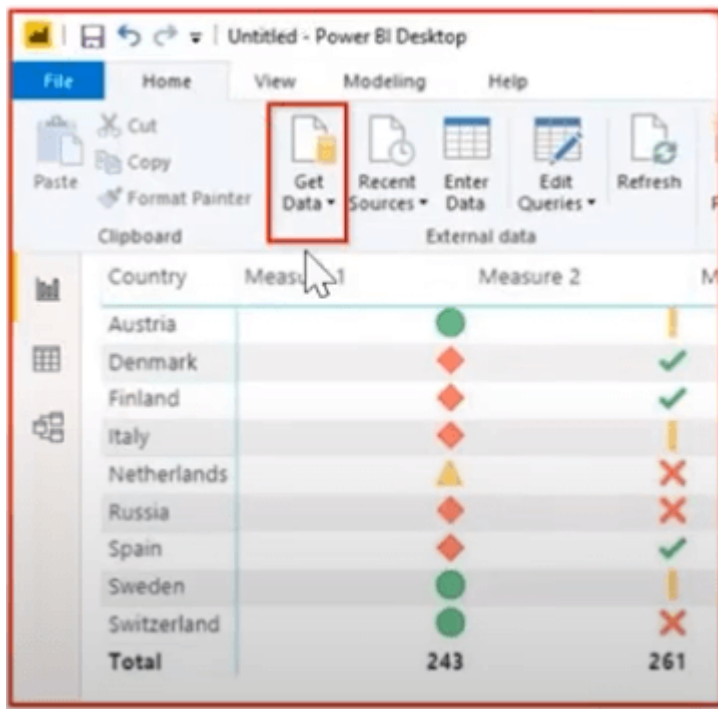 Untitled - Power BI Desktop
File Home View Modeling Help
Cut
Copy
Format Painter
Paste
Get Data
Recent Sources
Enter Data
Edit Queries
Refresh
Clipboard External data
Country Measure 2
Austria
Denmark
Finland
Italy
Netherlands
Russia
Spain
Sweden
Switzerland
Total 243 261